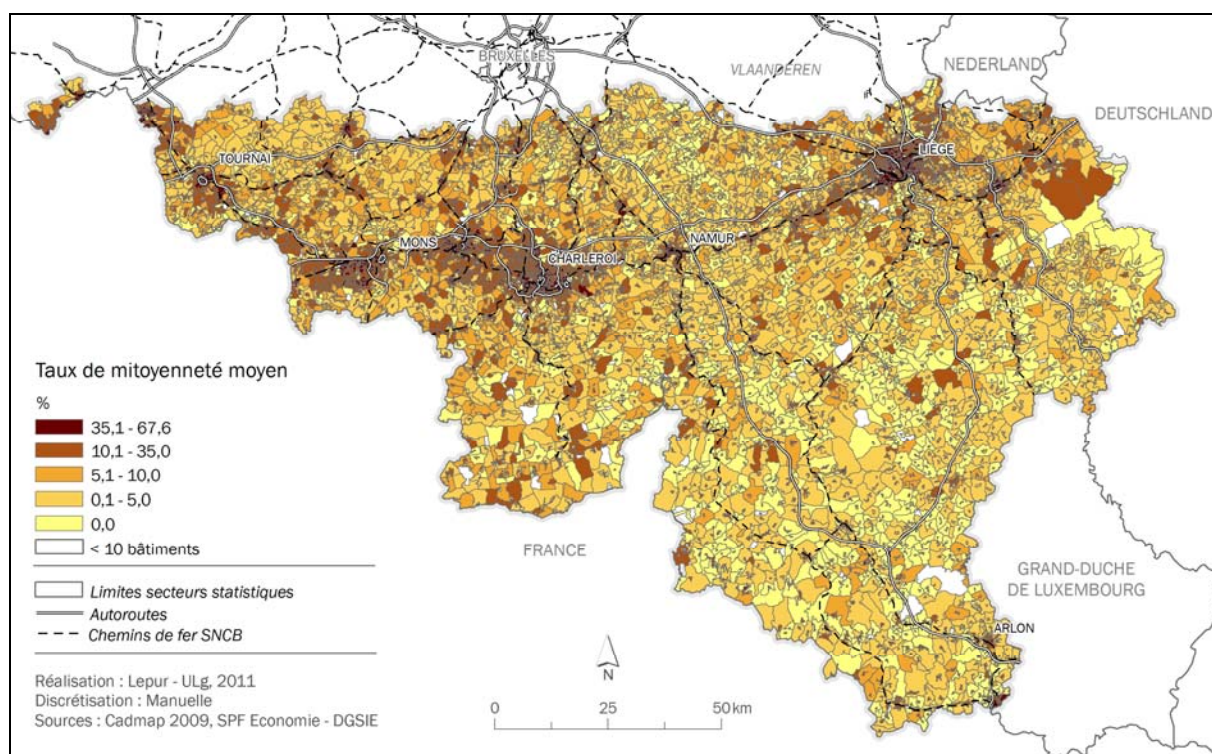 BRUXELLES
VLAANDEREN
NEDERLAND
DEUTSCHLAND
LIEGE
TOURNAI
MONS
NAMUR
CHARLEROI
Taux de mitoyenneté moyen
%
35,1 - 67,6
10,1 - 35,0
5,1 - 10,0
0,1 - 5,0
0,0
< 10 bâtiments
FRANCE
GRAND-DUCHE
DE LUXEMBOURG
Limites secteurs statistiques
Autoroutes
Chemins de fer SNCB
ARLON
N
Réalisation : Lepur - ULg, 2011
Discrétisation : Manuelle
Sources : Cadmap 2009, SPF Economie - DGSIE
0 25 50 km